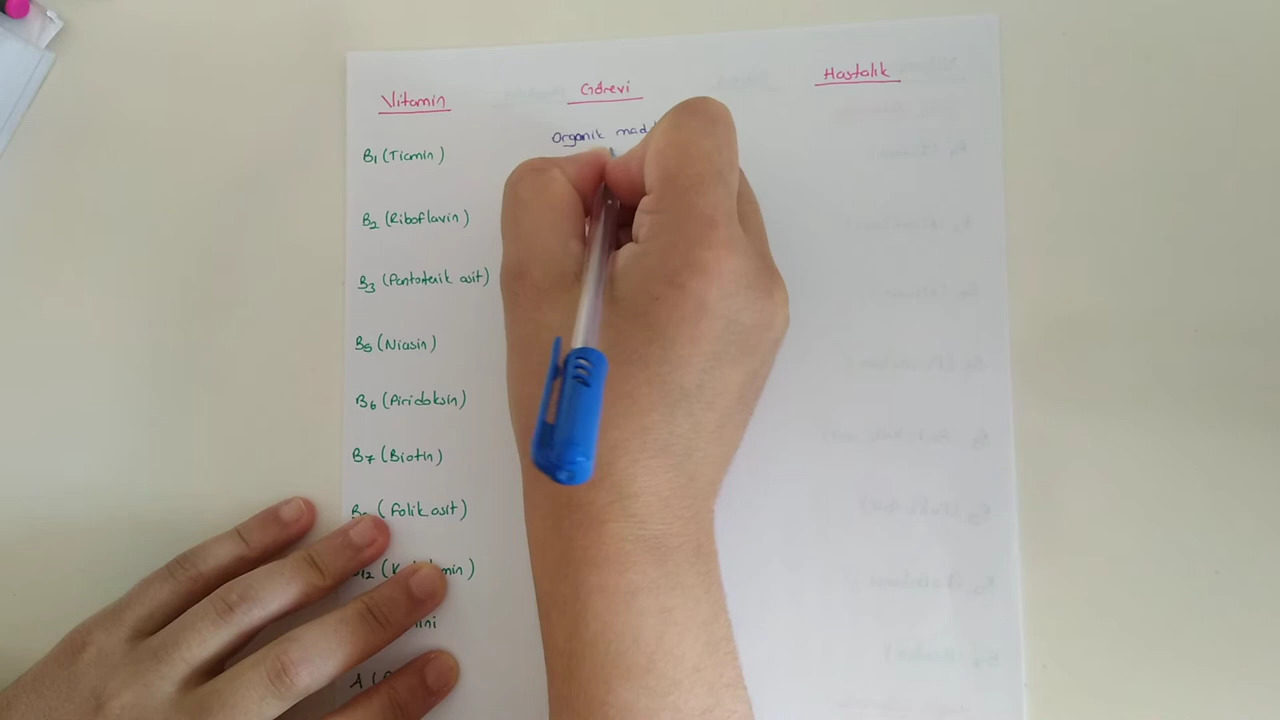 Vitamin Görevi Hastalık
Organik mad
B1 (Tiamin)
B2 (Riboflavin)
B3 (Pantotenik asit)
B5 (Niasin)
B6 (Piridoksin)
B7 (Biotin)
(folik asit)
A